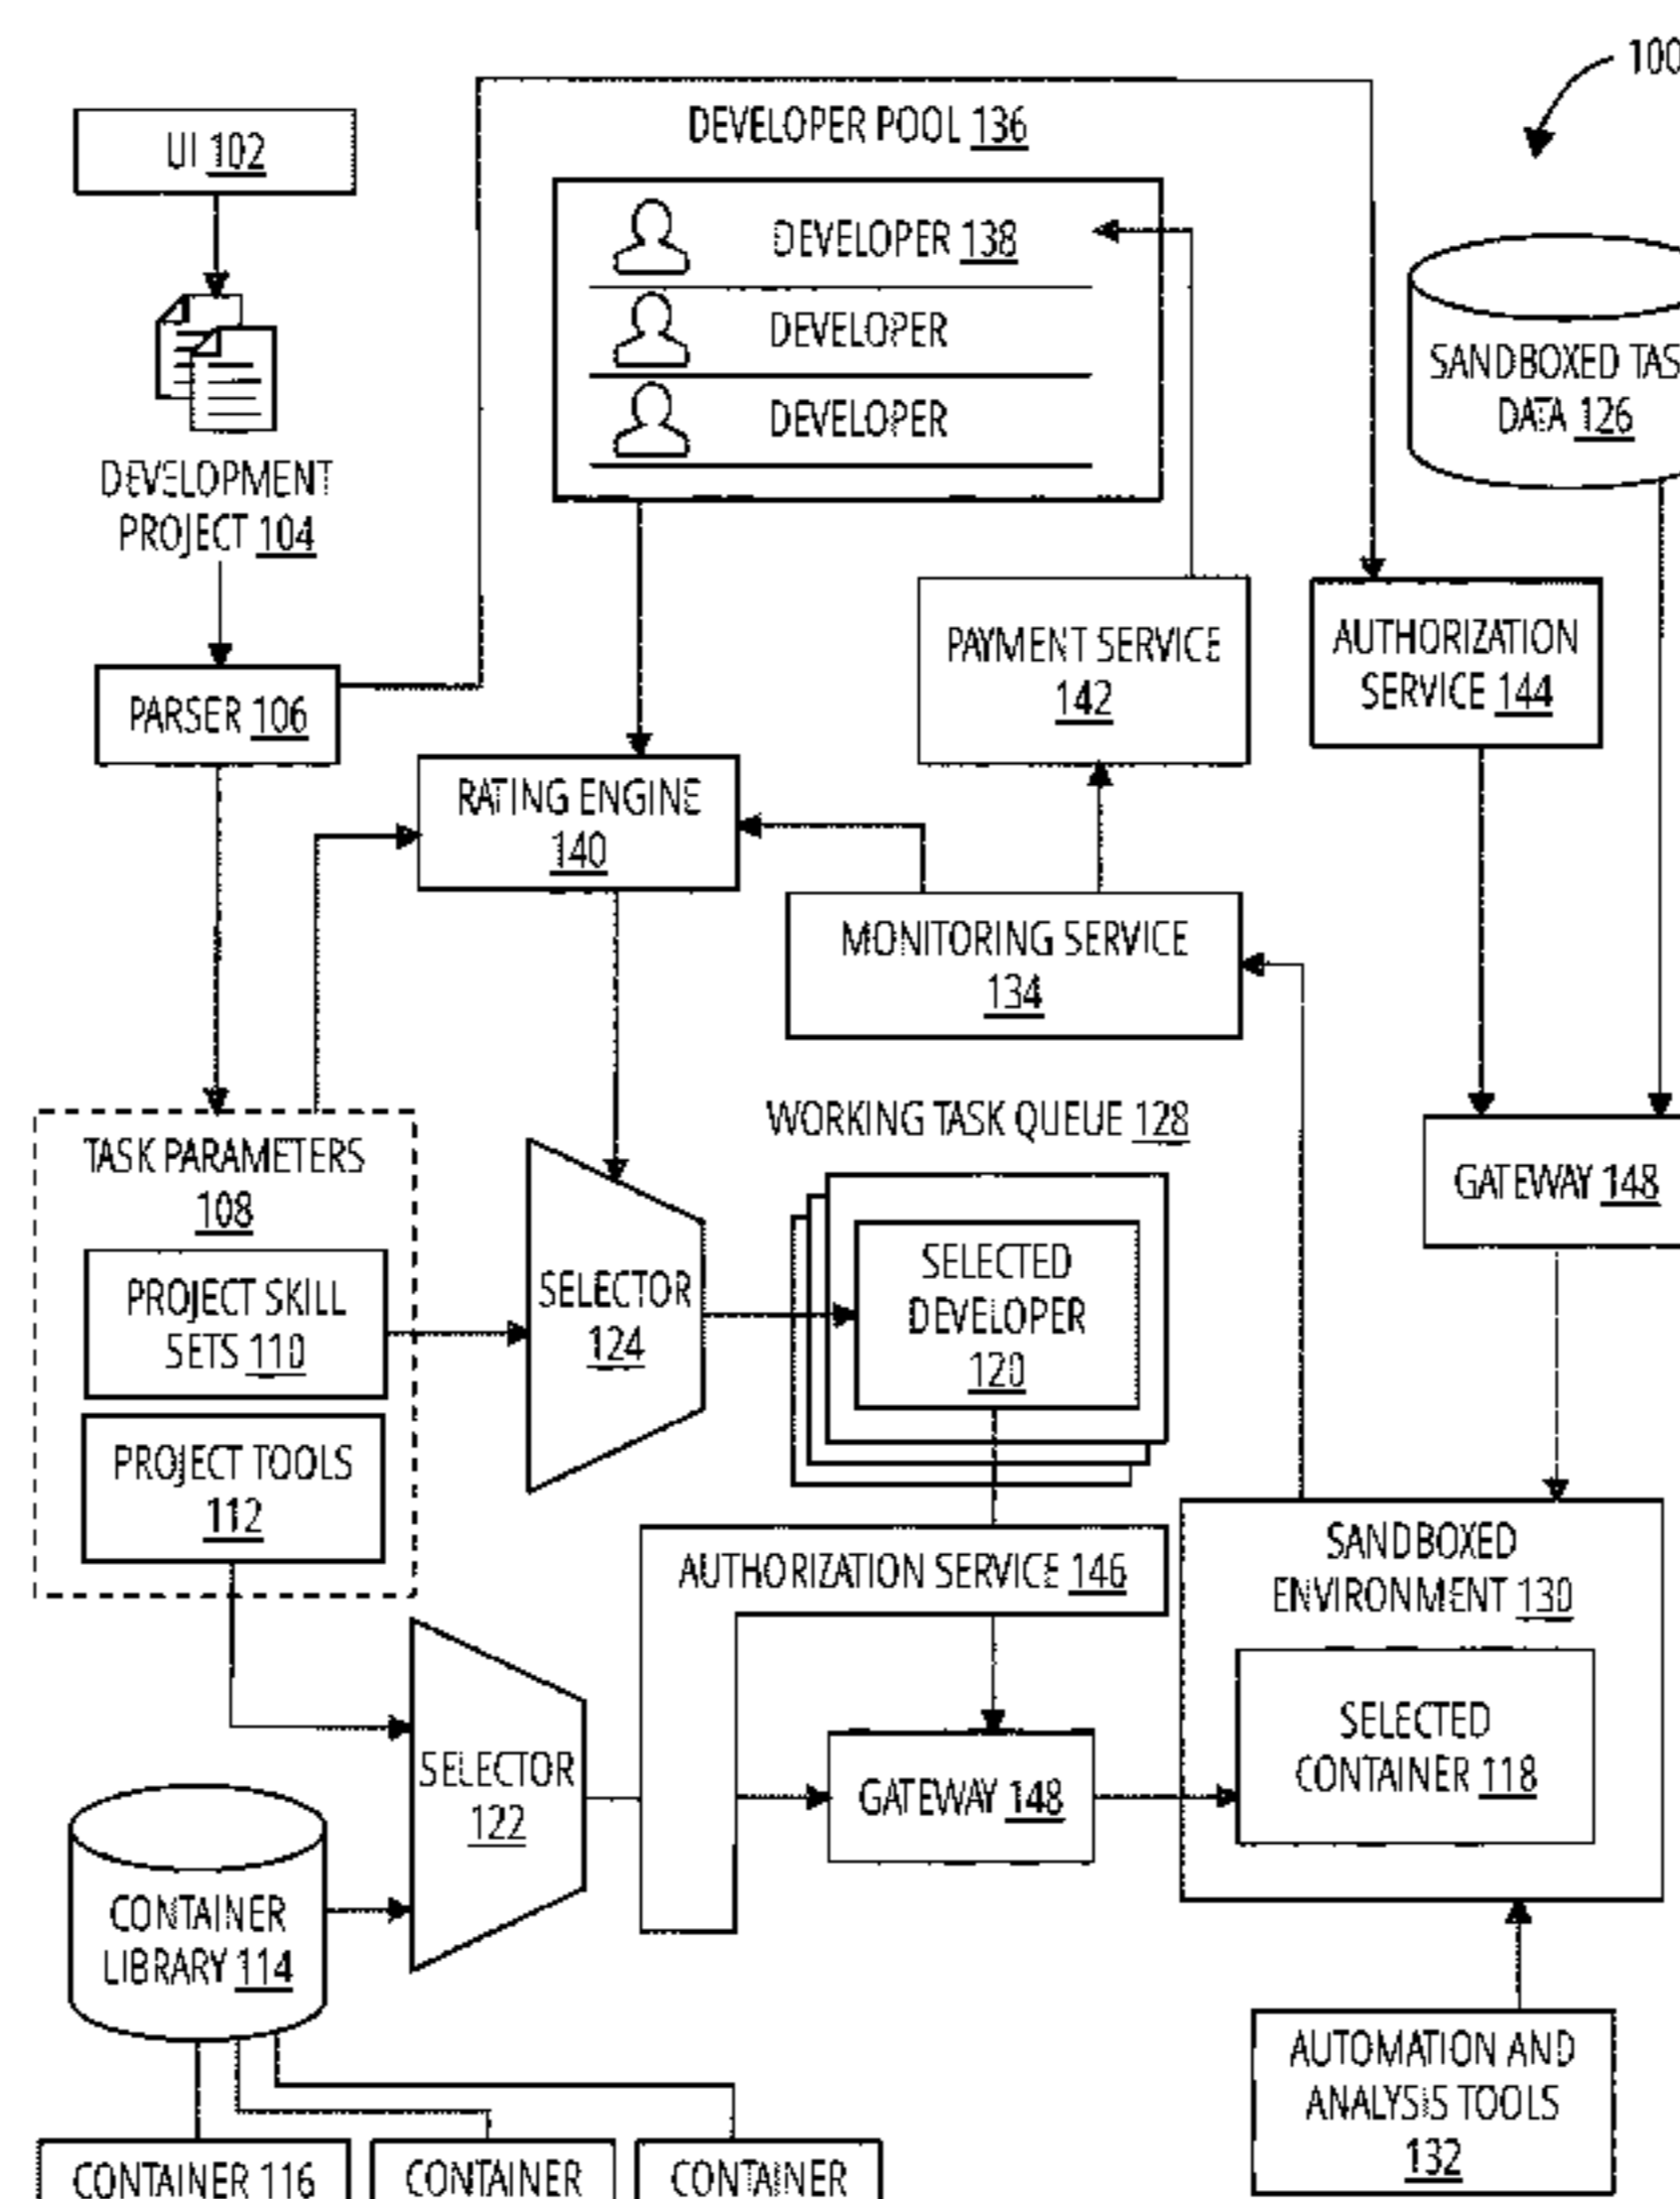 100
DEVELOPER POOL 136
UI 102
DEVELOPER 138
DEVELOPER
DEVELOPER
SANDBOXED
DATA 126
DEVELOPMENT
PROJECT 104
PAYMENT SERVICE
142
AUTHORIZATION
SERVICE 144
PARSER 106
RATING ENGINE
140
MONITORING SERVICE
134
WORKING TASK QUEUE 128
TASK PARAMETERS
108
GATEWAY 148
PROJECT SKILL
SETS 110
SELECTOR
124
SELECTED
DEVELOPER
120
PROJECT TOOLS
112
AUTHORIZATION SERVICE 146
SANDBOXED
ENVIRONMENT 130
SELECTED
CONTAINER 118
SELECTOR
122
GATEWAY 148
CONTAINER
LIBRARY 114
AUTOMATION AND
ANALYSIS TOOLS
132
CONTAINER 116
CONTAINER
CONTAINER